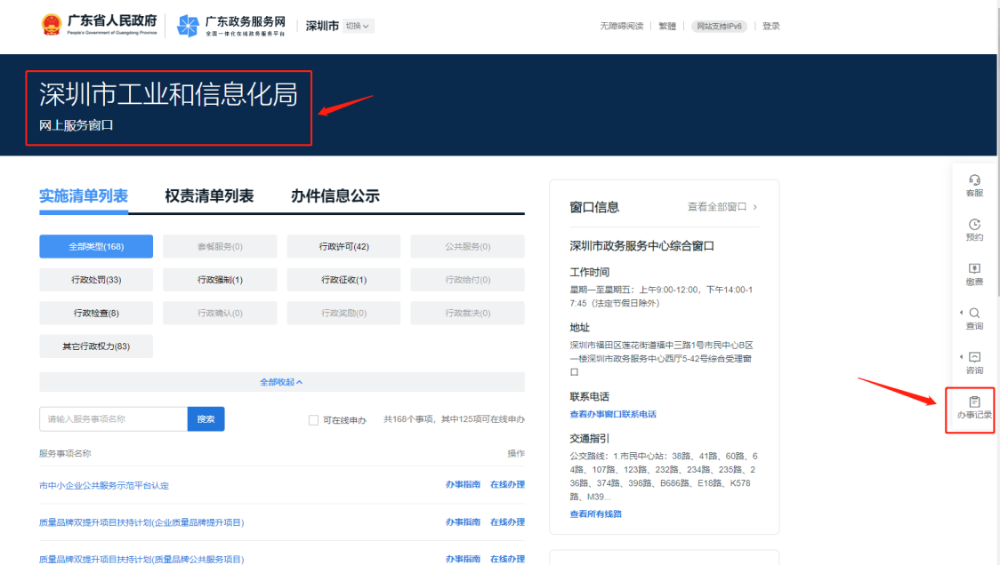 广东省人民政府
People's Government of Guangdong Province
广东政务服务网
全国一体化在线政务服务平台
深圳市 切换
无障碍阅读 繁體 网站支持IPv6 登录
深圳市工业和信息化局
网上服务窗口
实施清单列表 权责清单列表 办件信息公示
全部类型(168) 套餐服务(0) 行政许可(42) 公共服务(0)
行政处罚(33) 行政强制(1) 行政征收(1) 行政给付(0)
行政检查(8) 行政确认(0) 行政奖励(0) 行政裁决(0)
其它行政权力(83)
全部收起
请输入服务事项名称 搜索 可在线申办 共168个事项，其中125项可在线申办
服务事项名称 操作
市中小企业公共服务示范平台认定 办事指南 在线办理
质量品牌双提升项目扶持计划(企业质量品牌提升项目) 办事指南 在线办理
质量品牌双提升项目扶持计划(质量品牌公共服务项目) 办事指南 在线办理
窗口信息 查看全部窗口
深圳市政务服务中心综合窗口
工作时间
星期一至星期五：上午9:00-12:00，下午14:00-1
7:45（法定节假日除外）
地址
深圳市福田区莲花街道福中三路1号市民中心B区
一楼深圳市政务服务中心西厅5-42号综合受理窗
口
联系电话
查看办事窗口联系电话
交通指引
公交路线：1.市民中心站：38路、41路、60路、6
4路、107路、123路、232路、234路、235路、2
36路、374路、398路、B686路、E18路、K578
路、M39...
查看所有线路
客服
预约
缴费
查询
咨询
办事记录